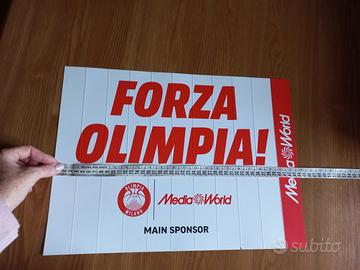 FORZA
OLIMPIA!
OLIMPIA
MILANO
MediaWorld
MAIN SPONSOR
MediaWorld
subito